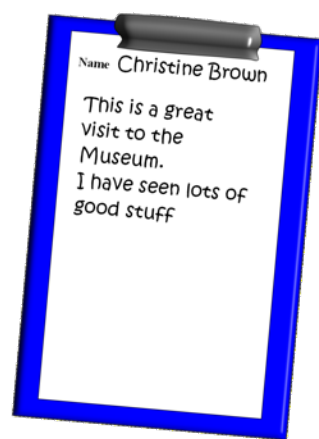 Name Christine Brown
This is a great
visit to the
Museum.
I have seen lots of
good stuff